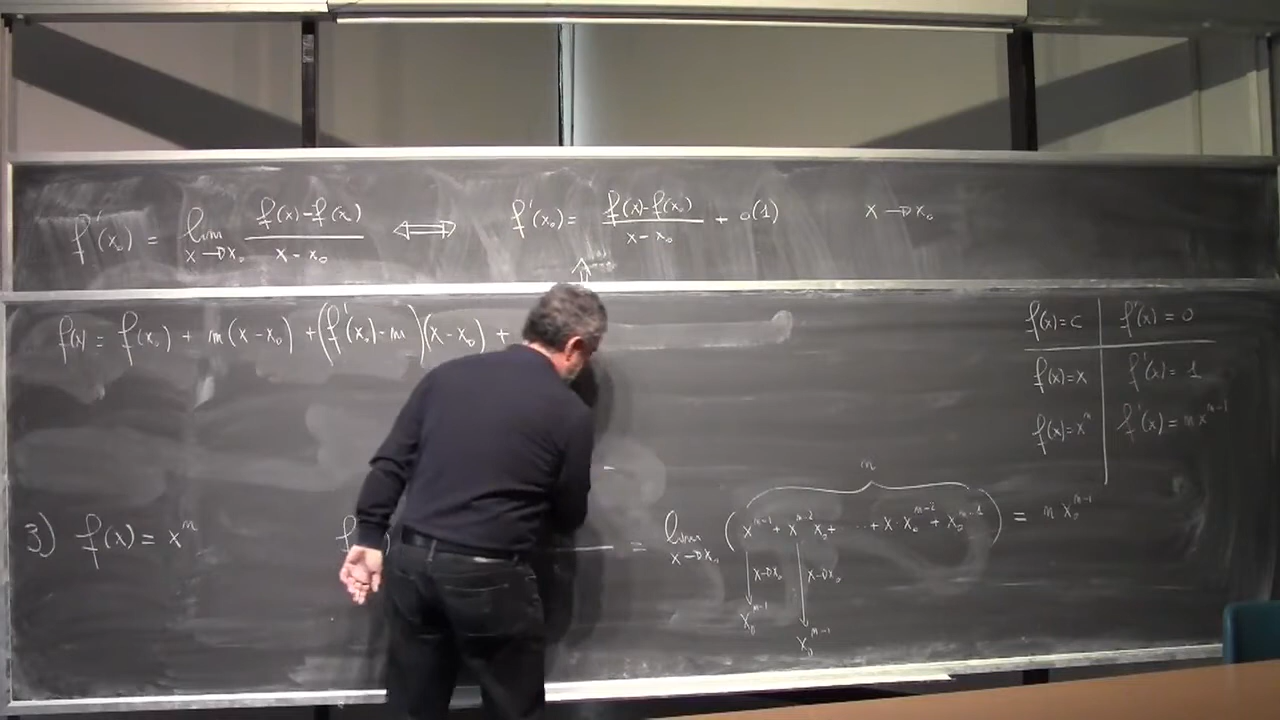 f'(x₀) = lim x→x₀ (f(x)-f(x₀))/(x-x₀) ⟺ f'(x₀) = (f(x)-f(x₀))/(x-x₀) + o(1) x→x₀
f(x) = f(x₀) + m(x-x₀) + (f'(x₀)-m)(x-x₀) +
f(x)=c | f'(x)=0
f(x)=x | f'(x)=1
f(x)=xⁿ | f'(x)=n xⁿ⁻¹
n
3) f(x)=xⁿ f = lim x→x₀ (xⁿ⁻¹ + xⁿ⁻² x₀ + ⋯ + x·x₀ⁿ⁻² + x₀ⁿ⁻¹) = n x₀ⁿ⁻¹
x→x₀ x→x₀
x₀ⁿ⁻¹ x₀ⁿ⁻¹